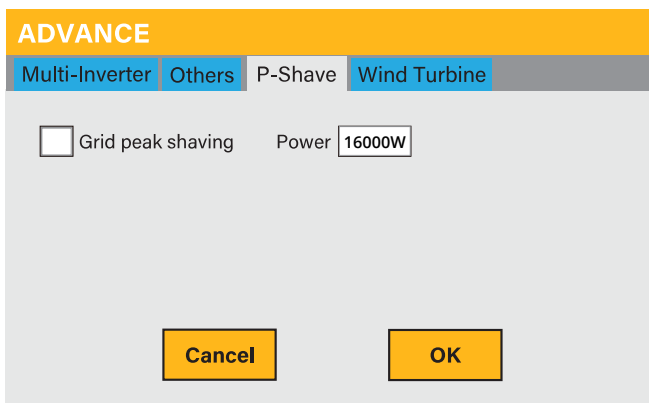 ADVANCE
Multi-Inverter Others P-Shave Wind Turbine
Grid peak shaving Power 16000W
Cancel OK